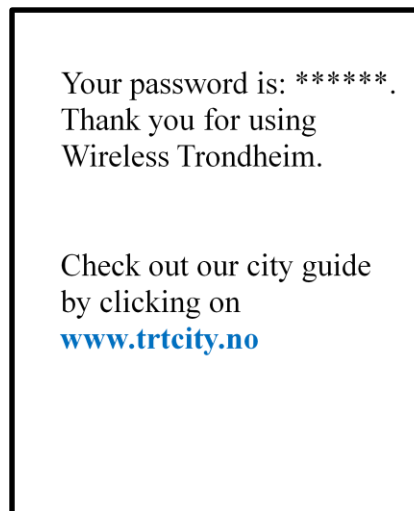 Your password is: ******.
Thank you for using
Wireless Trondheim.
Check out our city guide
by clicking on
www.trtcity.no